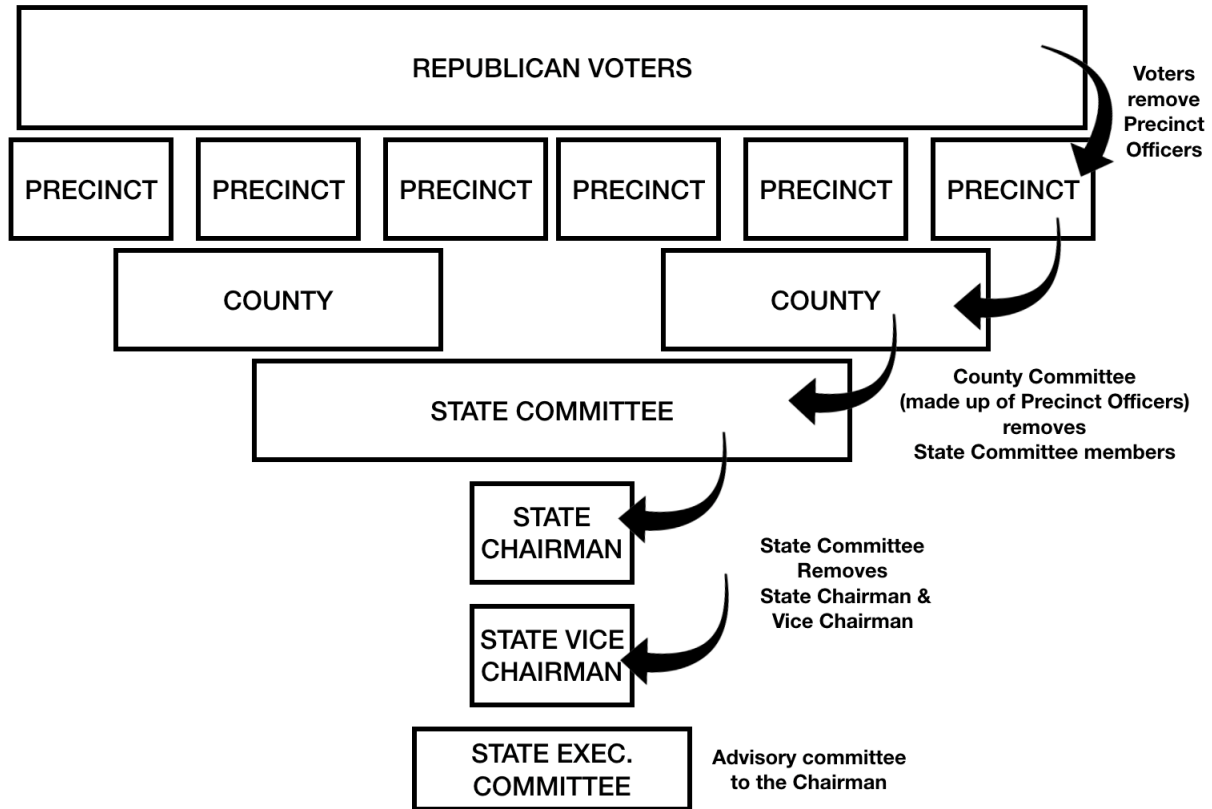 REPUBLICAN VOTERS
Voters
remove
Precinct
Officers
PRECINCT
PRECINCT
PRECINCT
PRECINCT
PRECINCT
PRECINCT
COUNTY
COUNTY
STATE COMMITTEE
County Committee
(made up of Precinct Officers)
removes
State Committee members
STATE
CHAIRMAN
State Committee
Removes
State Chairman &
Vice Chairman
STATE VICE
CHAIRMAN
STATE EXEC.
COMMITTEE
Advisory committee
to the Chairman